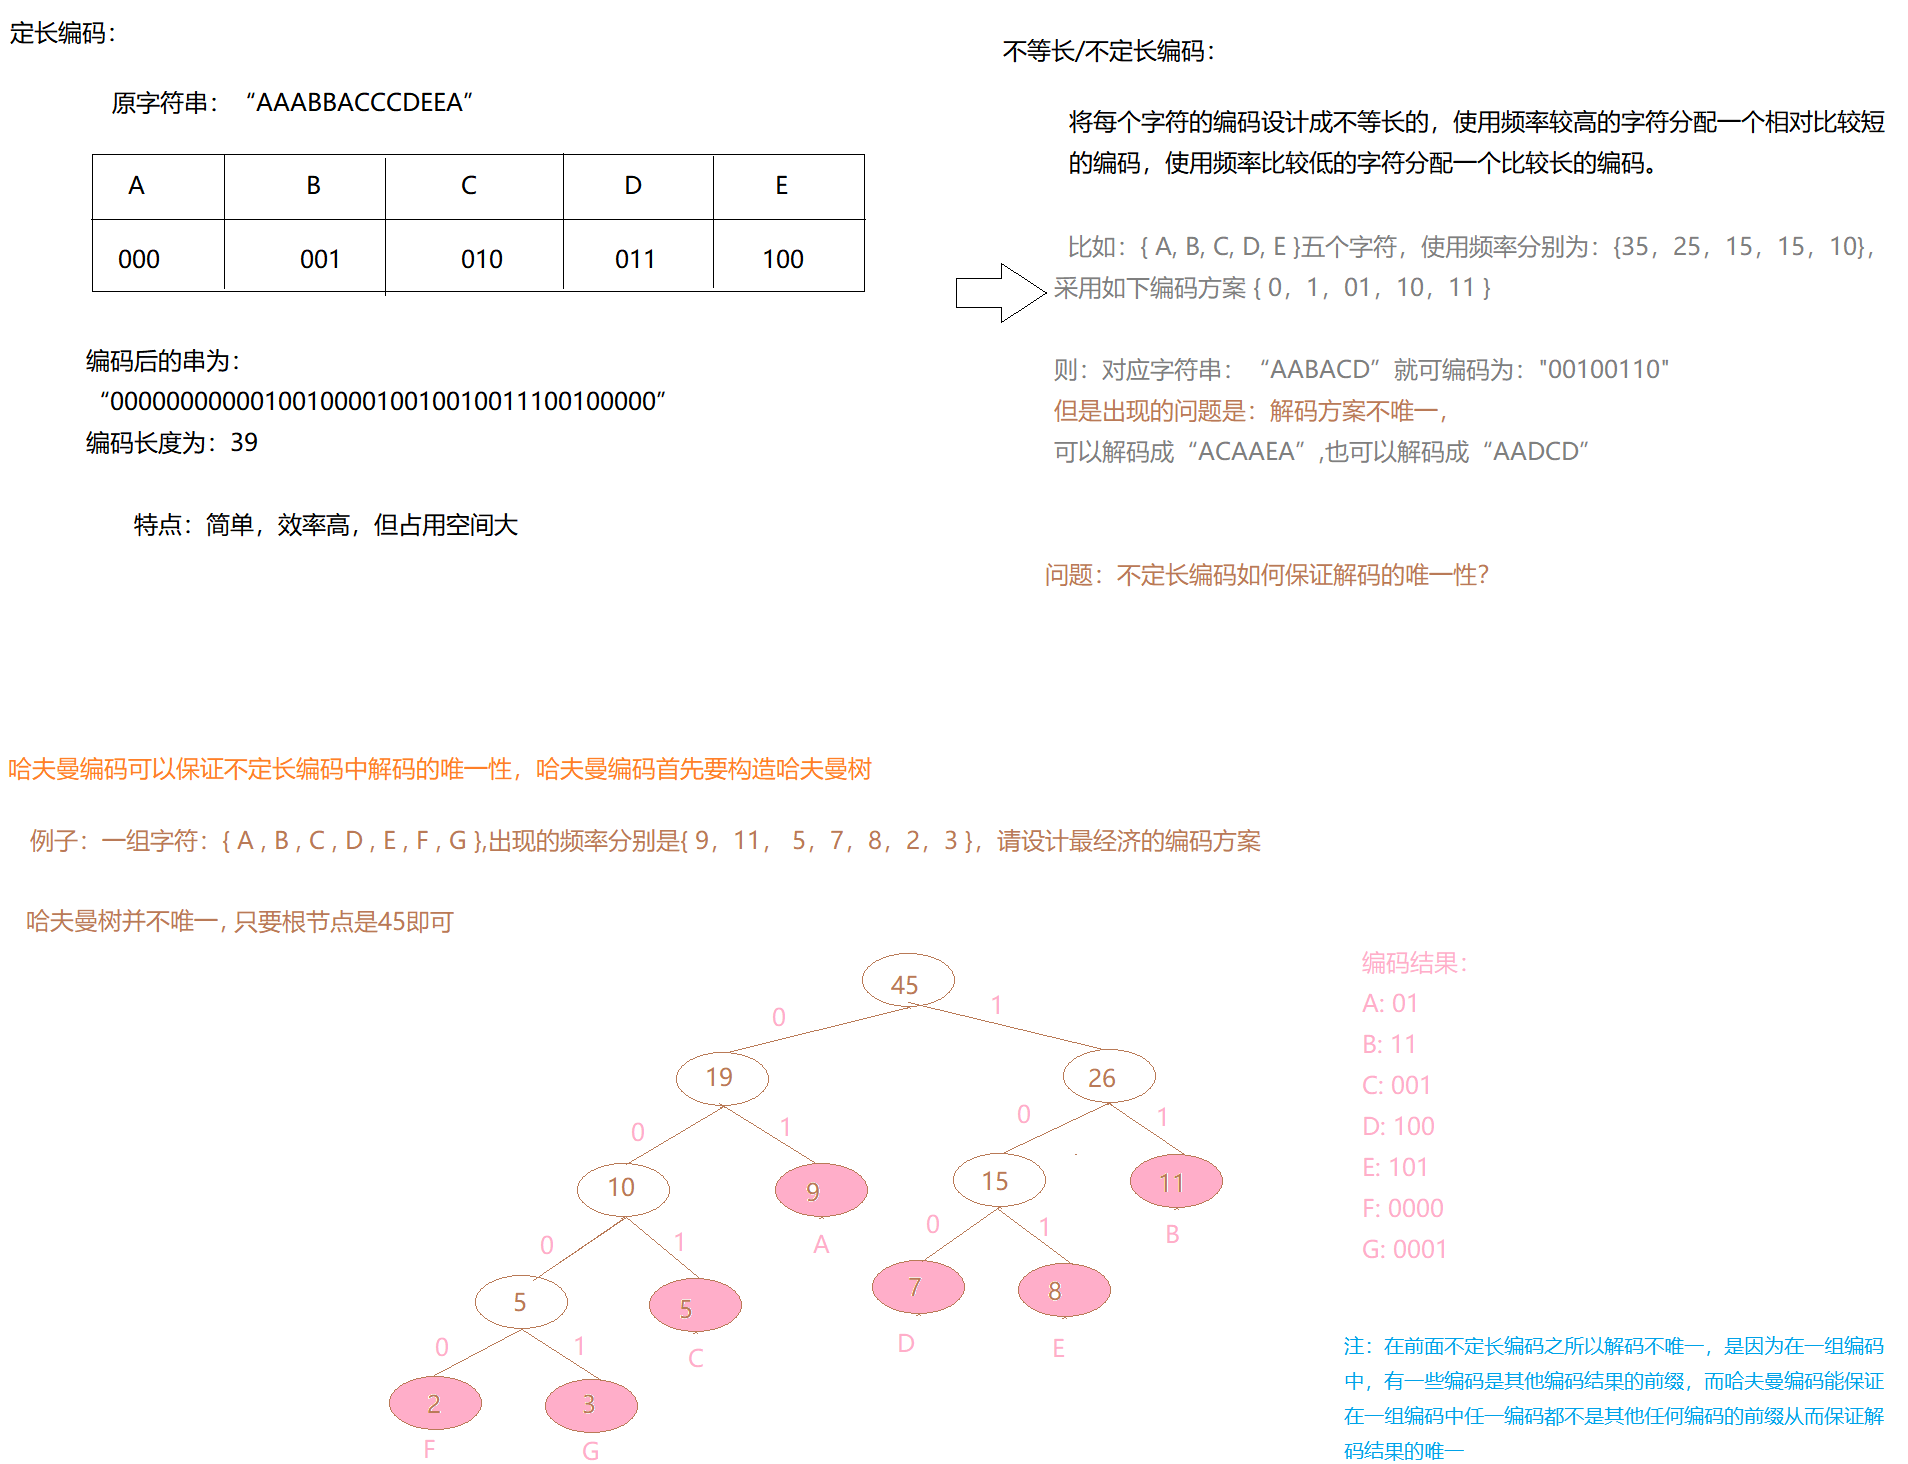 定长编码：
原字符串：“AAABBACCCDEEA”
A B C D E
000 001 010 011 100
编码后的串为：
“000000000001001000010010010011100100000”
编码长度为：39
特点：简单，效率高，但占用空间大
不等长/不定长编码：
将每个字符的编码设计成不等长的，使用频率较高的字符分配一个相对比较短
的编码，使用频率比较低的字符分配一个比较长的编码。
比如：{ A, B, C, D, E }五个字符，使用频率分别为：{35，25，15，15，10}，
采用如下编码方案 { 0，1，01，10，11 }
则：对应字符串：“AABACD”就可编码为："00100110"
但是出现的问题是：解码方案不唯一，
可以解码成“ACAAEA”,也可以解码成“AADCD”
问题：不定长编码如何保证解码的唯一性？
哈夫曼编码可以保证不定长编码中解码的唯一性，哈夫曼编码首先要构造哈夫曼树
例子：一组字符：{ A , B , C , D , E , F , G },出现的频率分别是{ 9，11， 5，7，8，2，3 }，请设计最经济的编码方案
哈夫曼树并不唯一, 只要根节点是45即可
45
0 1
19 26
0 1 0 1
10 9 15 11
A B
0 1 0 1
5 5 7 8
C D E
0 1
2 3
F G
编码结果：
A: 01
B: 11
C: 001
D: 100
E: 101
F: 0000
G: 0001
注：在前面不定长编码之所以解码不唯一，是因为在一组编码
中，有一些编码是其他编码结果的前缀，而哈夫曼编码能保证
在一组编码中任一编码都不是其他任何编码的前缀从而保证解
码结果的唯一